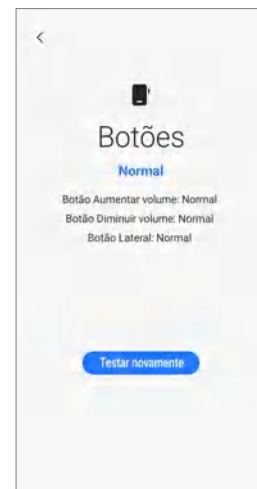 Botões
Normal
Botão Aumentar volume: Normal
Botão Diminuir volume: Normal
Botão Lateral: Normal
Testar novamente